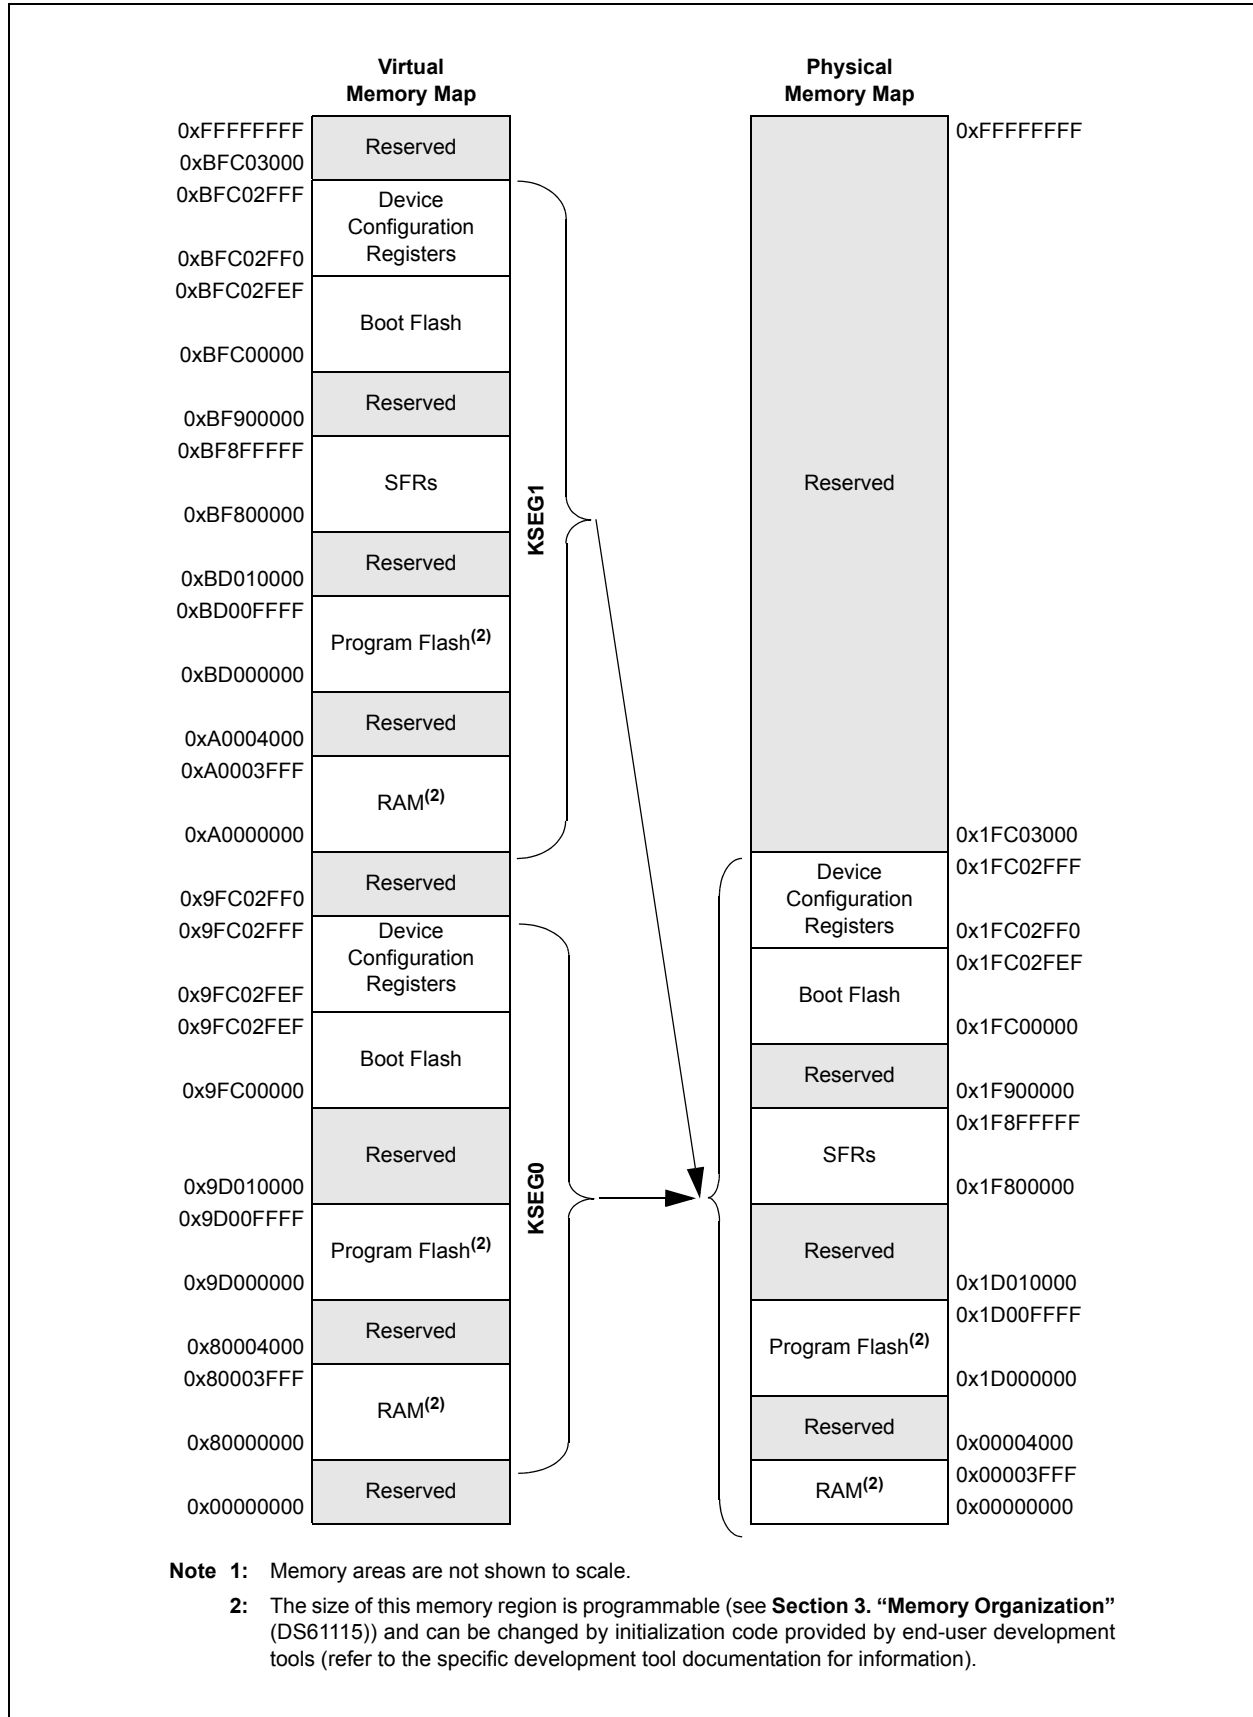 Virtual
Memory Map
0xFFFFFFFF
Reserved
0xBFC03000
0xBFC02FFF
Device
Configuration
Registers
0xBFC02FF0
0xBFC02FEF
Boot Flash
0xBFC00000
Reserved
0xBF900000
0xBF8FFFFF
SFRs
0xBF800000
Reserved
0xBD010000
0xBD00FFFF
Program Flash(2)
0xBD000000
Reserved
0xA0004000
0xA0003FFF
RAM(2)
0xA0000000
KSEG1
Reserved
0x9FC02FF0
0x9FC02FFF
Device
Configuration
Registers
0x9FC02FEF
0x9FC02FEF
Boot Flash
0x9FC00000
Reserved
0x9D010000
0x9D00FFFF
Program Flash(2)
0x9D000000
Reserved
0x80004000
0x80003FFF
RAM(2)
0x80000000
KSEG0
Reserved
0x00000000
Physical
Memory Map
0xFFFFFFFF
Reserved
0x1FC03000
0x1FC02FFF
Device
Configuration
Registers
0x1FC02FF0
0x1FC02FEF
Boot Flash
0x1FC00000
Reserved
0x1F900000
0x1F8FFFFF
SFRs
0x1F800000
Reserved
0x1D010000
0x1D00FFFF
Program Flash(2)
0x1D000000
Reserved
0x00004000
0x00003FFF
RAM(2)
0x00000000
Note 1: Memory areas are not shown to scale.
2: The size of this memory region is programmable (see Section 3. “Memory Organization”
(DS61115)) and can be changed by initialization code provided by end-user development
tools (refer to the specific development tool documentation for information).